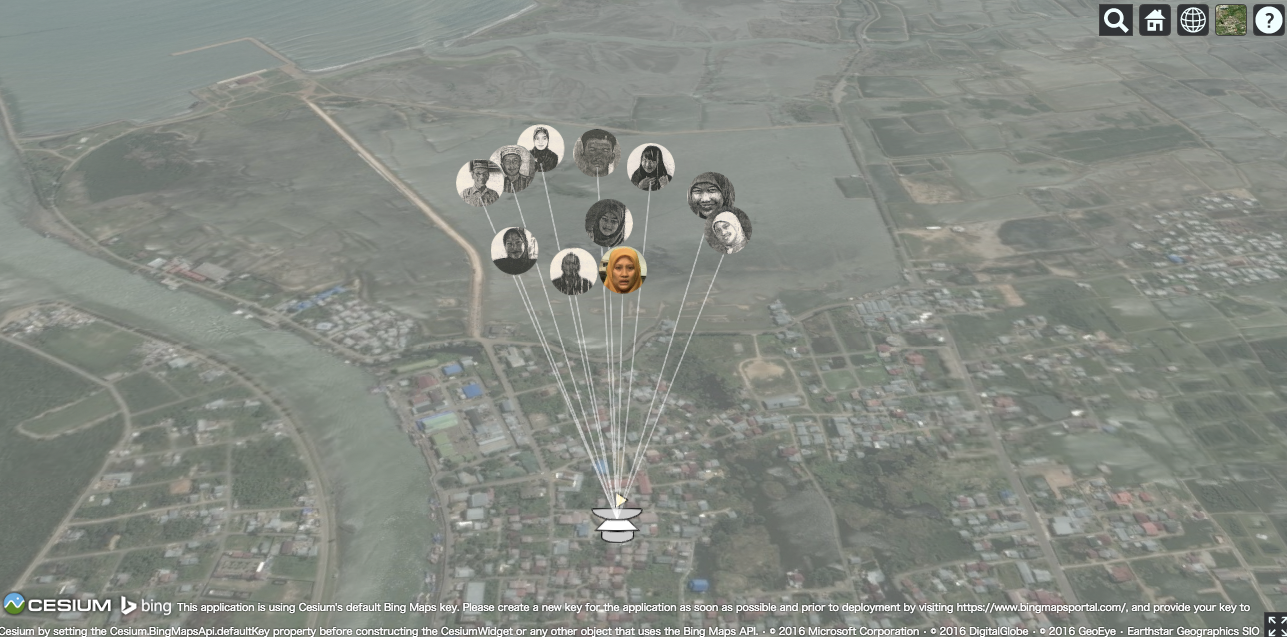 ?
CESIUM bing This application is using Cesium's default Bing Maps key. Please create a new key for the application as soon as possible and prior to deployment by visiting https://www.bingmapsportal.com/, and provide your key to
Cesium by setting the Cesium.BingMapsApi.defaultKey property before constructing the CesiumWidget or any other object that uses the Bing Maps API. · © 2016 Microsoft Corporation · © 2016 DigitalGlobe · © 2016 GeoEye · Earthstar Geographics SIO